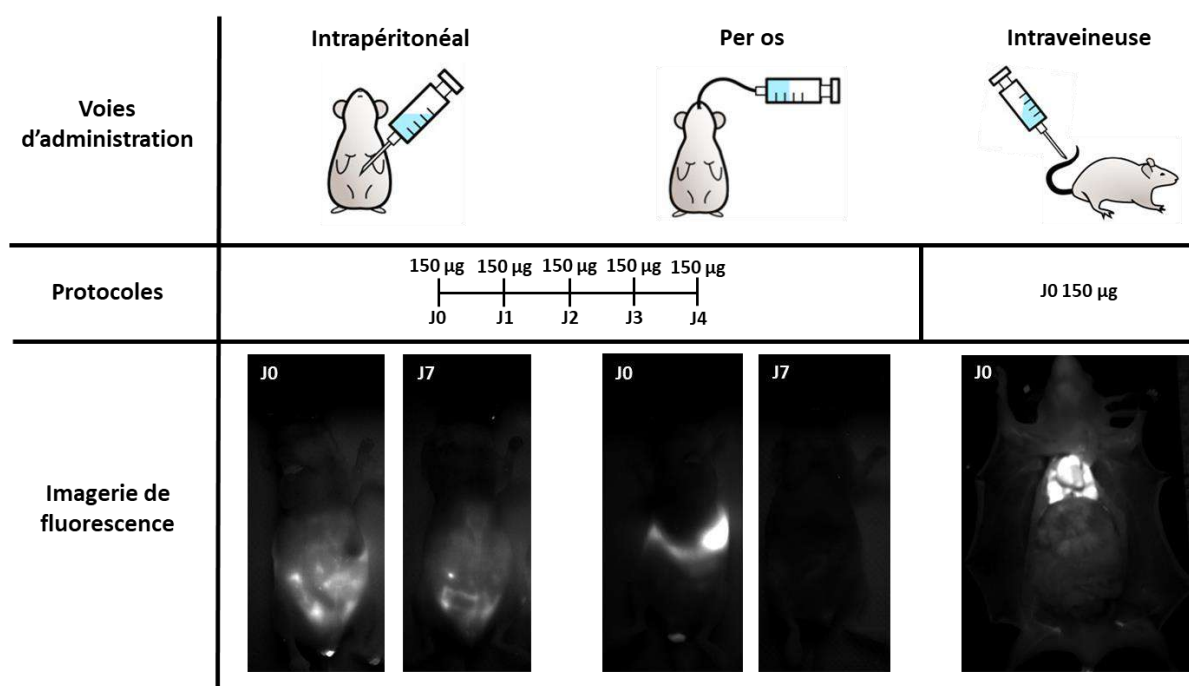 Intrapéritonéal
Per os
Intraveineuse
Voies
d'administration
Protocoles
150 µg 150 µg 150 µg 150 µg 150 µg
J0 J1 J2 J3 J4
J0 150 µg
Imagerie de
fluorescence
J0
J7
J0
J7
J0